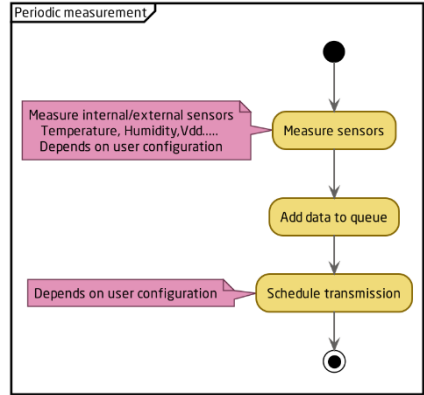 Periodic measurement
Measure internal/external sensors
Temperature, Humidity,Vdd.....
Depends on user configuration
Measure sensors
Add data to queue
Depends on user configuration
Schedule transmission